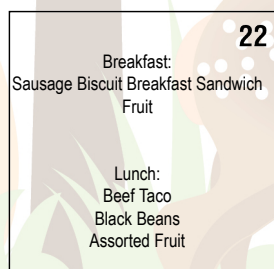 22
Breakfast:
Sausage Biscuit Breakfast Sandwich
Fruit
Lunch:
Beef Taco
Black Beans
Assorted Fruit